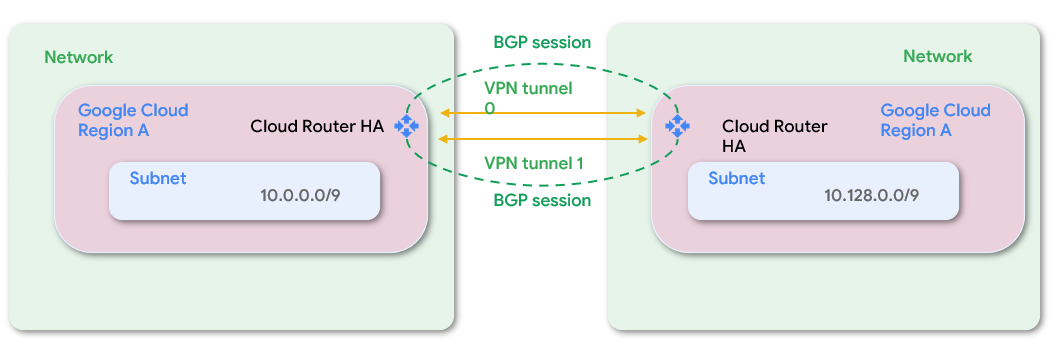 Network
Google Cloud
Region A
Cloud Router HA
Subnet
10.0.0.0/9
BGP session
VPN tunnel
0
VPN tunnel 1
BGP session
Network
Google Cloud
Region A
Cloud Router
HA
Subnet
10.128.0.0/9